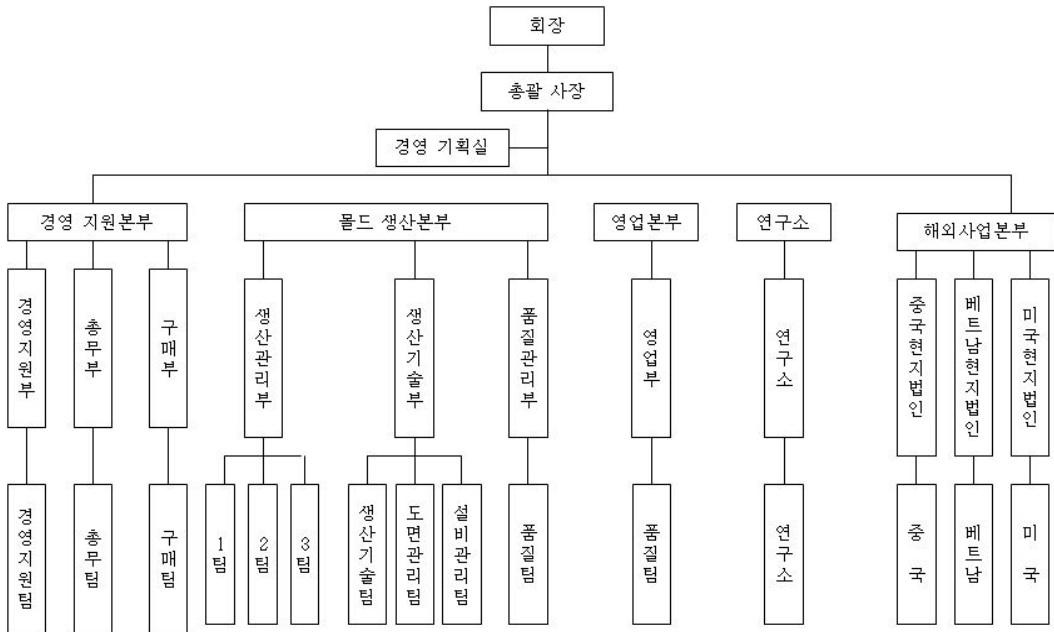 회장
총괄 사장
경영 기획실
경영 지원본부
몰드 생산본부
영업본부
연구소
해외사업본부
경영지원부
총무부
구매부
생산관리부
생산기술부
품질관리부
영업부
연구소
중국현지법인
베트남현지법인
미국현지법인
경영지원팀
총무팀
구매팀
1팀
2팀
3팀
생산기술팀
도면관리팀
설비관리팀
품질팀
품질팀
연구소
중 국
베트남
미 국